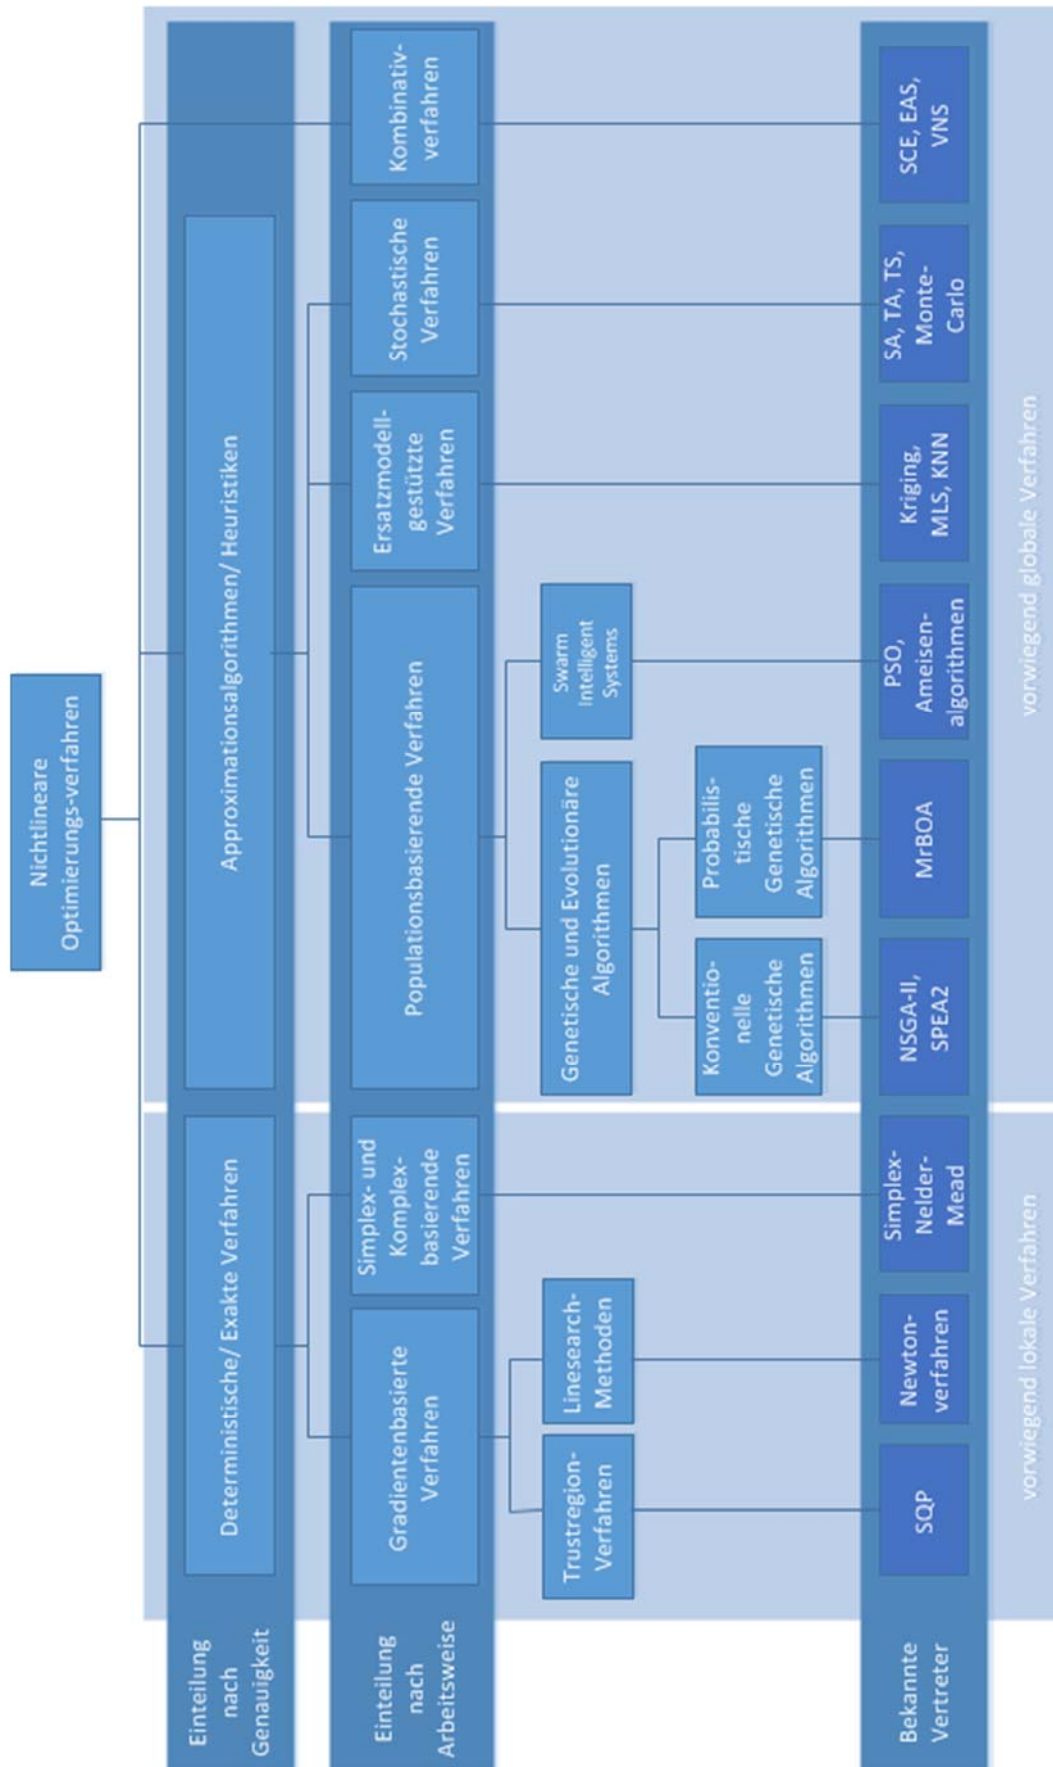 Nichtlineare
Optimierungs-verfahren
Einteilung
nach
Genauigkeit
Deterministische/ Exakte Verfahren
Approximationsalgorithmen/ Heuristiken
Einteilung
nach
Arbeitsweise
Gradientenbasierte
Verfahren
Simplex- und
Komplex-
basierende
Verfahren
Populationsbasierende Verfahren
Ersatzmodell-
gestützte
Verfahren
Stochastische
Verfahren
Kombinativ-
verfahren
Trustregion-
Verfahren
Linesearch-
Methoden
Genetische und Evolutionäre
Algorithmen
Swarm
Intelligent
Systems
Konventio-
nelle
Genetische
Algorithmen
Probabilis-
tische
Genetische
Algorithmen
Bekannte
Vertreter
SQP
Newton-
verfahren
Simplex-
Nelder-
Mead
NSGA-II,
SPEA2
MrBOA
PSO,
Ameisen-
algorithmen
Kriging,
MLS, KNN
SA, TA, TS,
Monte-
Carlo
SCE, EAS,
VNS
vorwiegend lokale Verfahren
vorwiegend globale Verfahren